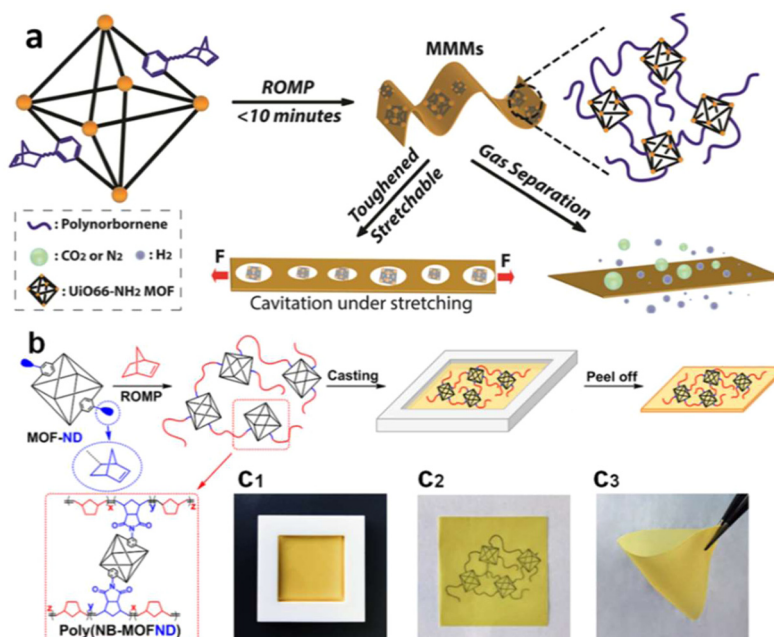 a
ROMP
<10 minutes
MMMs
Toughened
Stretchable
Gas Separation
: Polynorbornene
: CO2 or N2 : H2
: UiO66-NH2 MOF
F
F
Cavitation under stretching
b
ROMP
MOF-ND
Casting
Peel off
x
y
z
z
y
x
Poly(NB-MOFND)
C1
C2
C3